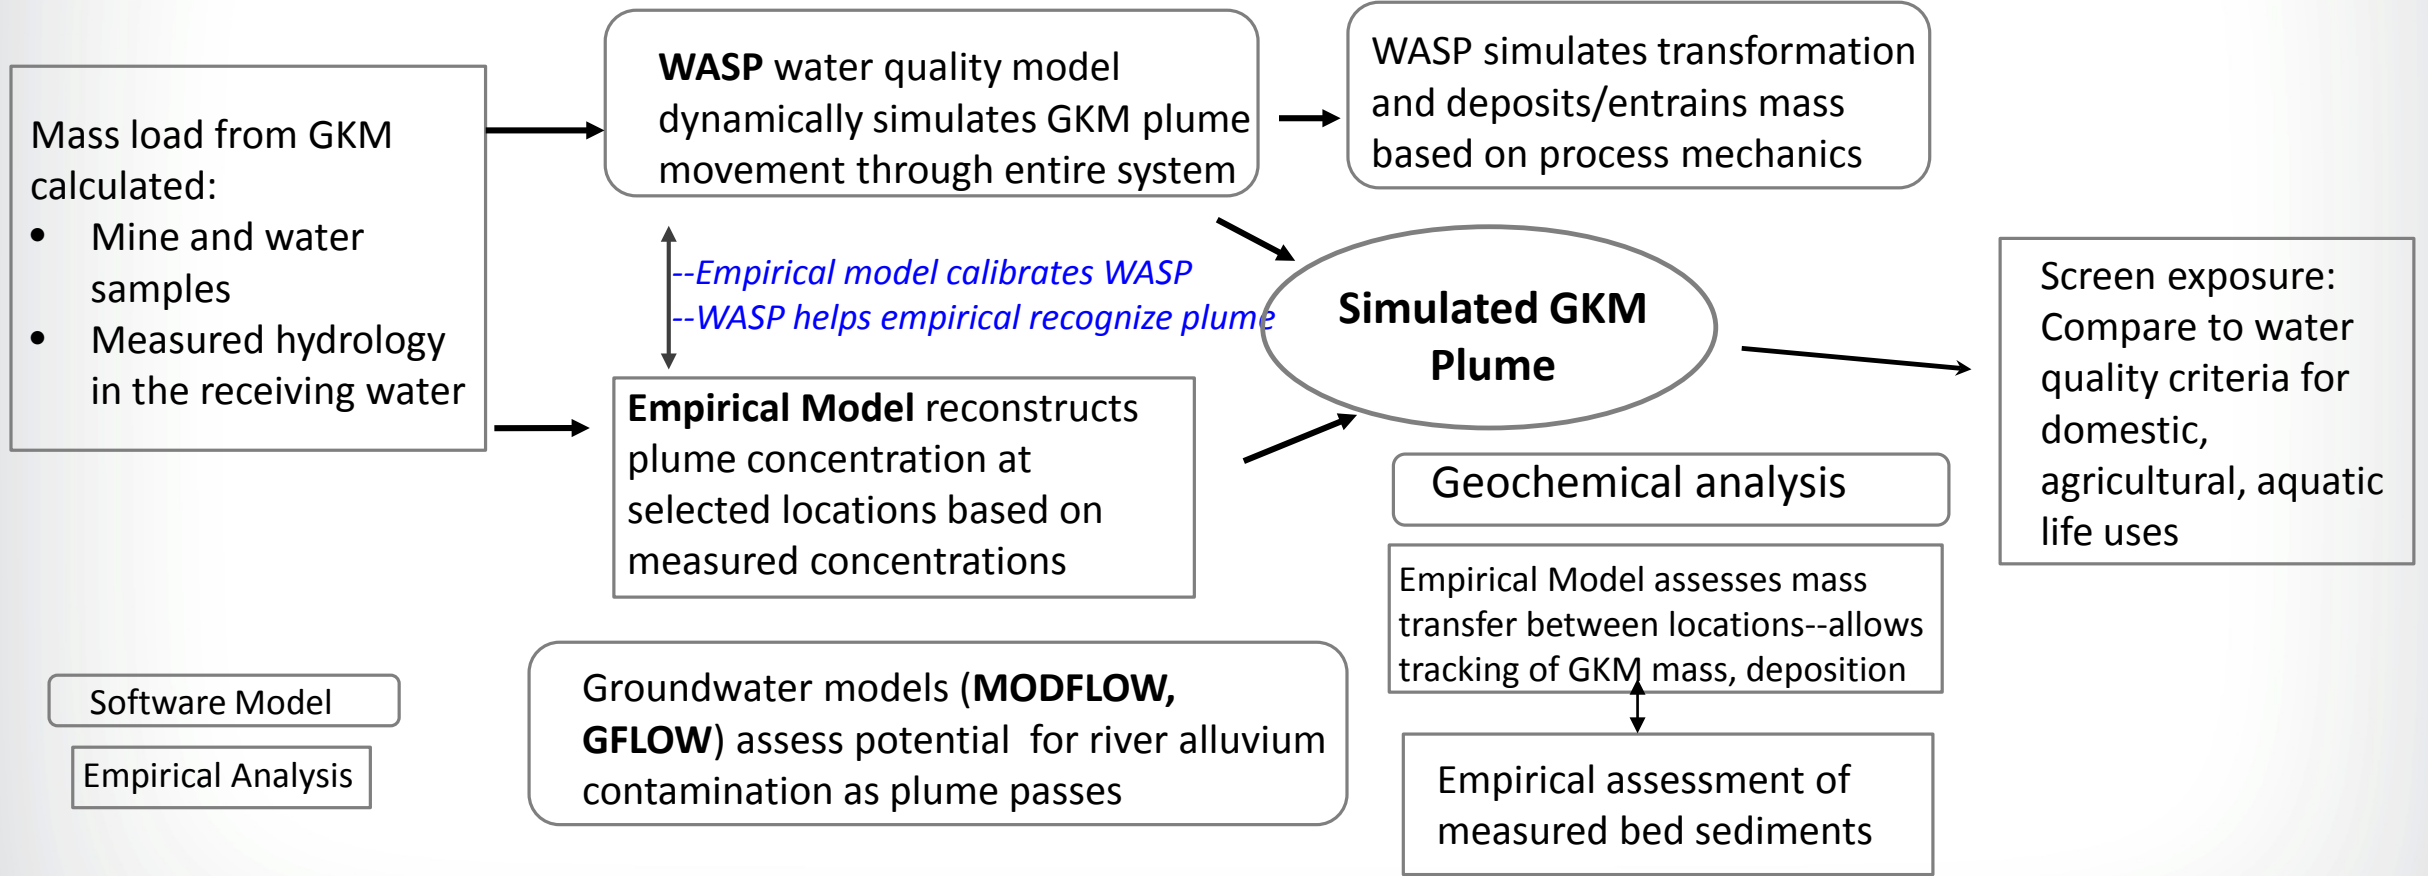 Mass load from GKM
calculated:
• Mine and water
samples
• Measured hydrology
in the receiving water
WASP water quality model
dynamically simulates GKM plume
movement through entire system
WASP simulates transformation
and deposits/entrains mass
based on process mechanics
--Empirical model calibrates WASP
--WASP helps empirical recognize plume
Simulated GKM
Plume
Screen exposure:
Compare to water
quality criteria for
domestic,
agricultural, aquatic
life uses
Empirical Model reconstructs
plume concentration at
selected locations based on
measured concentrations
Geochemical analysis
Empirical Model assesses mass
transfer between locations--allows
tracking of GKM mass, deposition
Groundwater models (MODFLOW,
GFLOW) assess potential for river alluvium
contamination as plume passes
Empirical assessment of
measured bed sediments
Software Model
Empirical Analysis